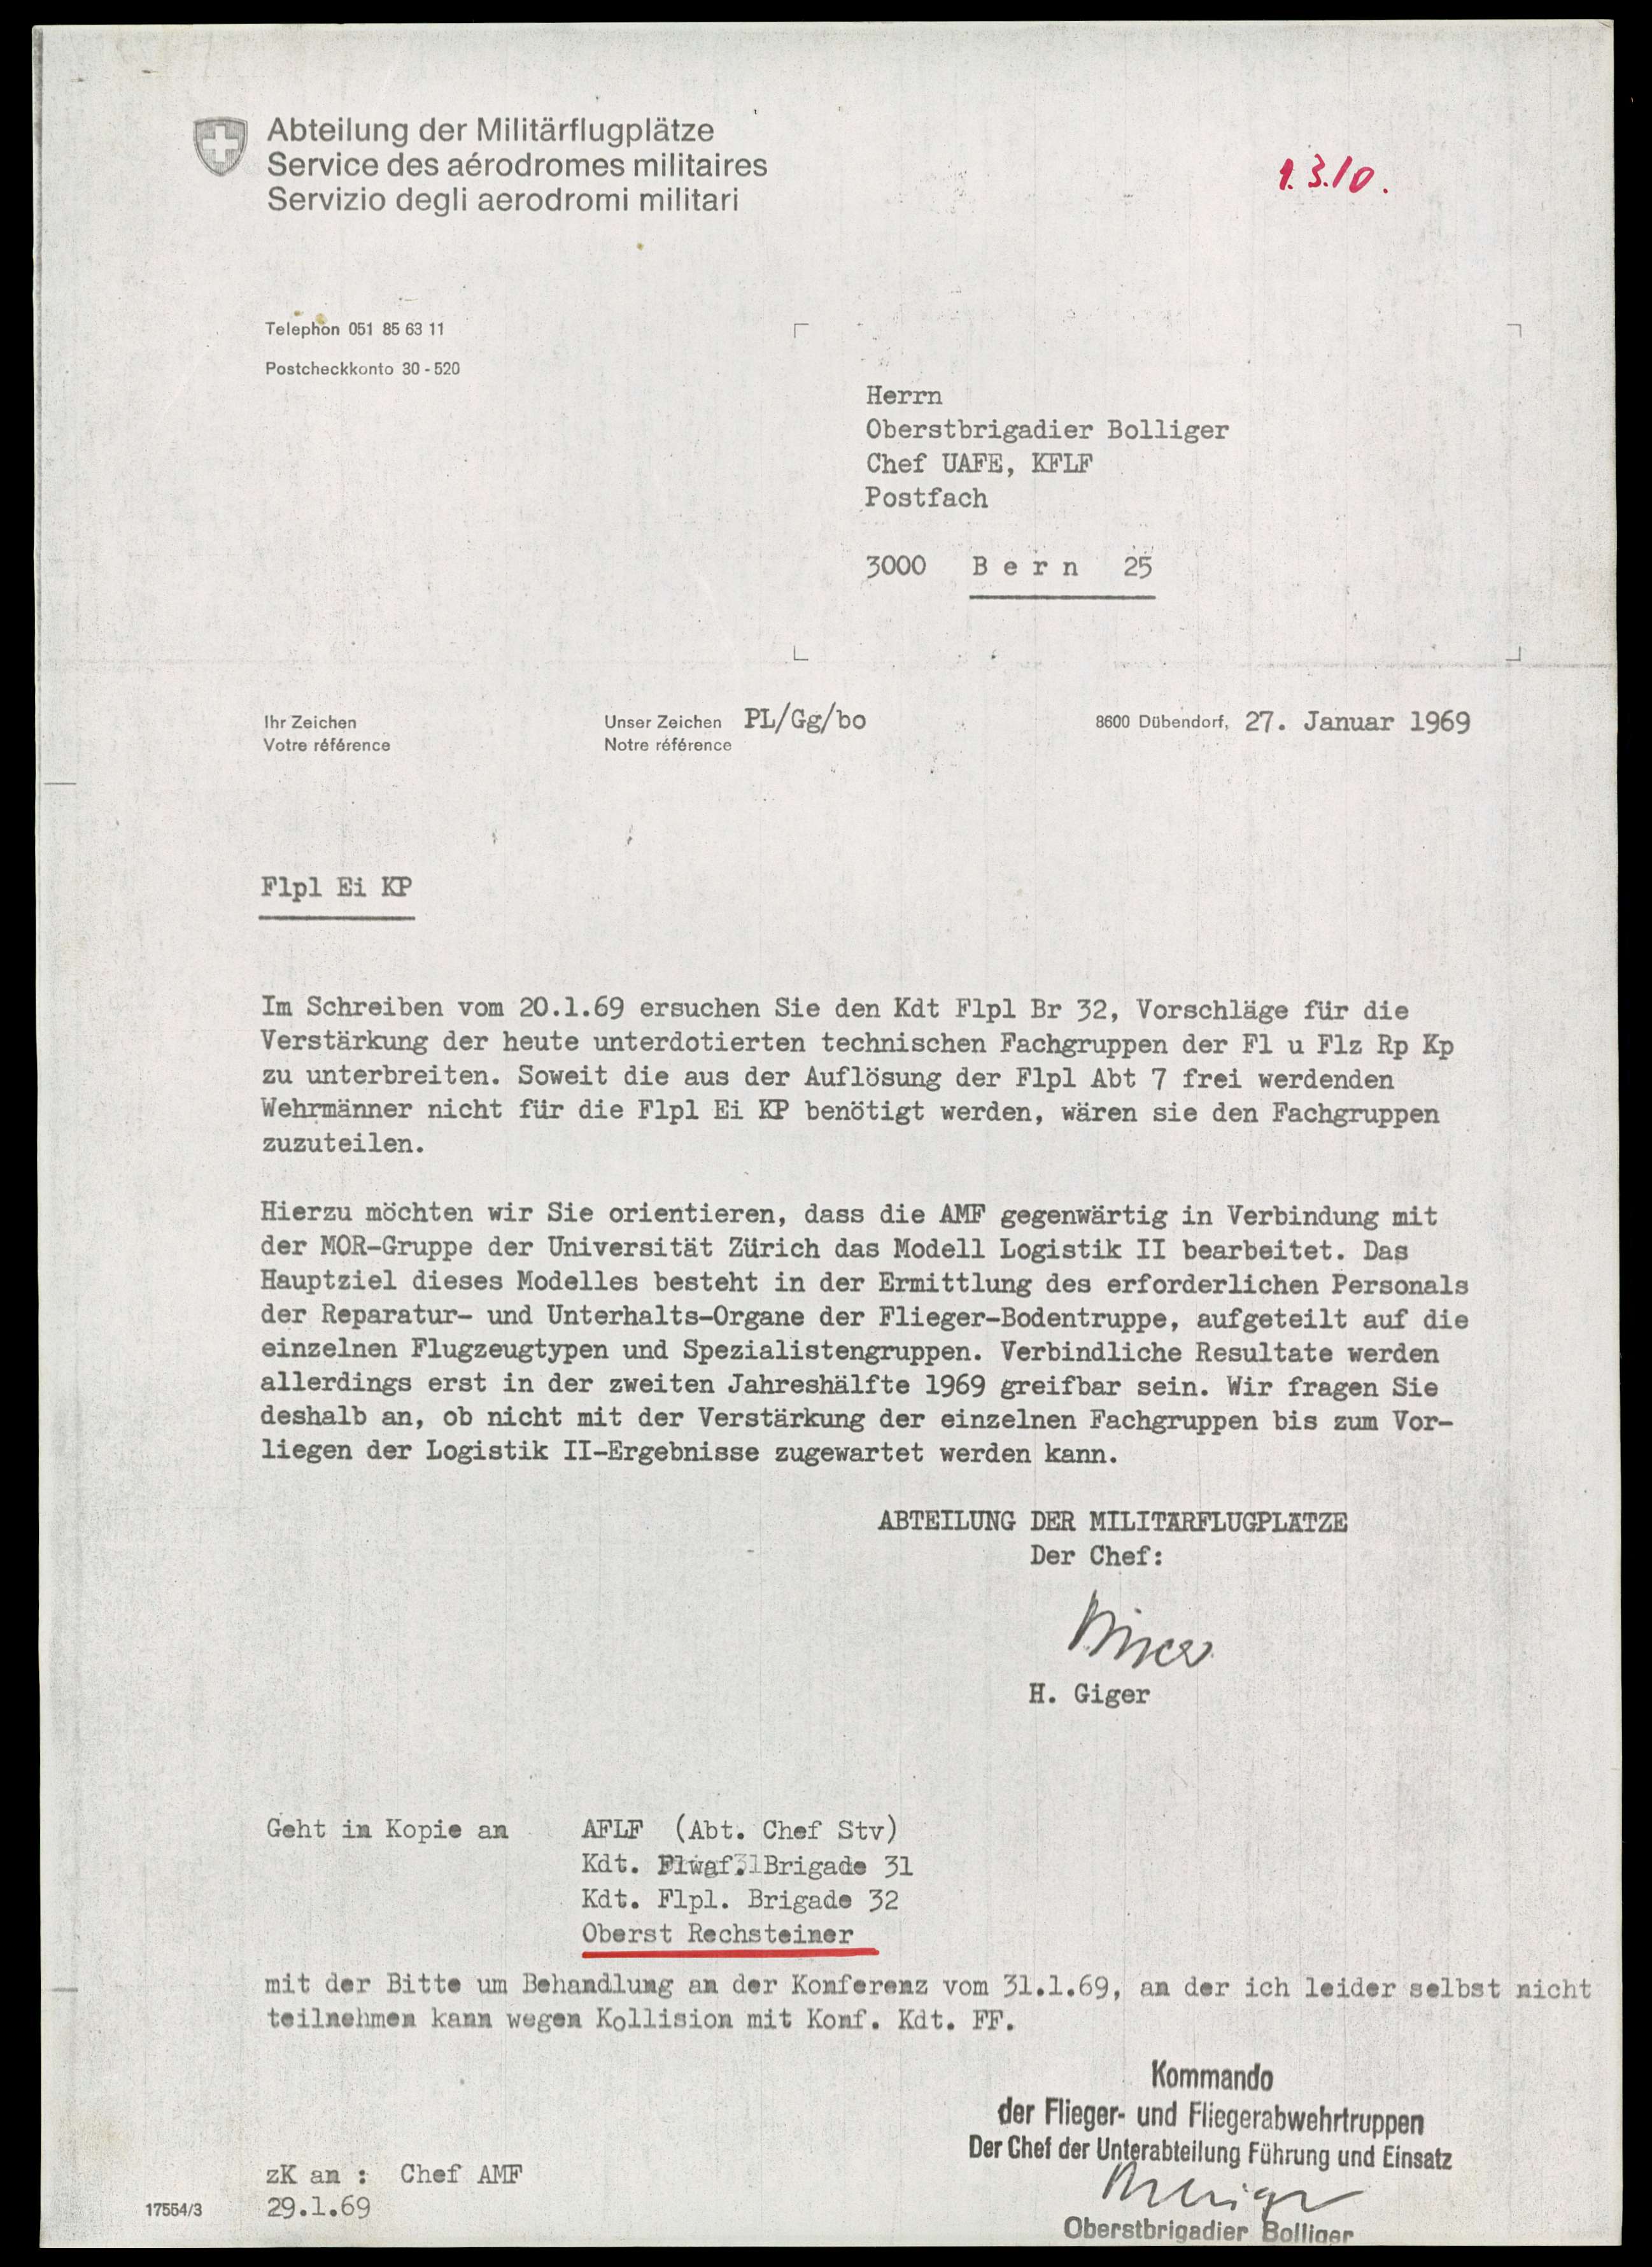 Abteilung der Militärflugplätze
Service des aérodromes militaires
Servizio degli aerodromi militari
1.3.10.
Telephon 051 85 63 11
Postcheckkonto 30 - 520
Herrn
Oberstbrigadier Bolliger
Chef UAFE, KFLF
Postfach
3000 Bern 25
Ihr Zeichen
Votre référence
Unser Zeichen PL/Gg/bo
Notre référence
8600 Dübendorf, 27. Januar 1969
Flpl Ei KP
Im Schreiben vom 20.1.69 ersuchen Sie den Kdt Flpl Br 32, Vorschläge für die
Verstärkung der heute unterdotierten technischen Fachgruppen der Fl u Flz Rp Kp
zu unterbreiten. Soweit die aus der Auflösung der Flpl Abt 7 frei werdenden
Wehrmänner nicht für die Flpl Ei KP benötigt werden, wären sie den Fachgruppen
zuzuteilen.
Hierzu möchten wir Sie orientieren, dass die AMF gegenwärtig in Verbindung mit
der MOR-Gruppe der Universität Zürich das Modell Logistik II bearbeitet. Das
Hauptziel dieses Modelles besteht in der Ermittlung des erforderlichen Personals
der Reparatur- und Unterhalts-Organe der Flieger-Bodentruppe, aufgeteilt auf die
einzelnen Flugzeugtypen und Spezialistengruppen. Verbindliche Resultate werden
allerdings erst in der zweiten Jahreshälfte 1969 greifbar sein. Wir fragen Sie
deshalb an, ob nicht mit der Verstärkung der einzelnen Fachgruppen bis zum Vor-
liegen der Logistik II-Ergebnisse zugewartet werden kann.
ABTEILUNG DER MILITÄRFLUGPLÄTZE
Der Chef:
H. Giger
Geht in Kopie an AFLF (Abt. Chef Stv)
Kdt. Brigade 31
Kdt. Flpl. Brigade 32
Oberst Rechsteiner
mit der Bitte um Behandlung an der Konferenz vom 31.1.69, an der ich leider selbst nicht
teilnehmen kann wegen Kollision mit Konf. Kdt. FF.
Kommando
der Flieger- und Fliegerabwehrtruppen
Der Chef der Unterabteilung Führung und Einsatz
zK an : Chef AMF
17554/3 29.1.69
Oberstbrigadier Bolliger